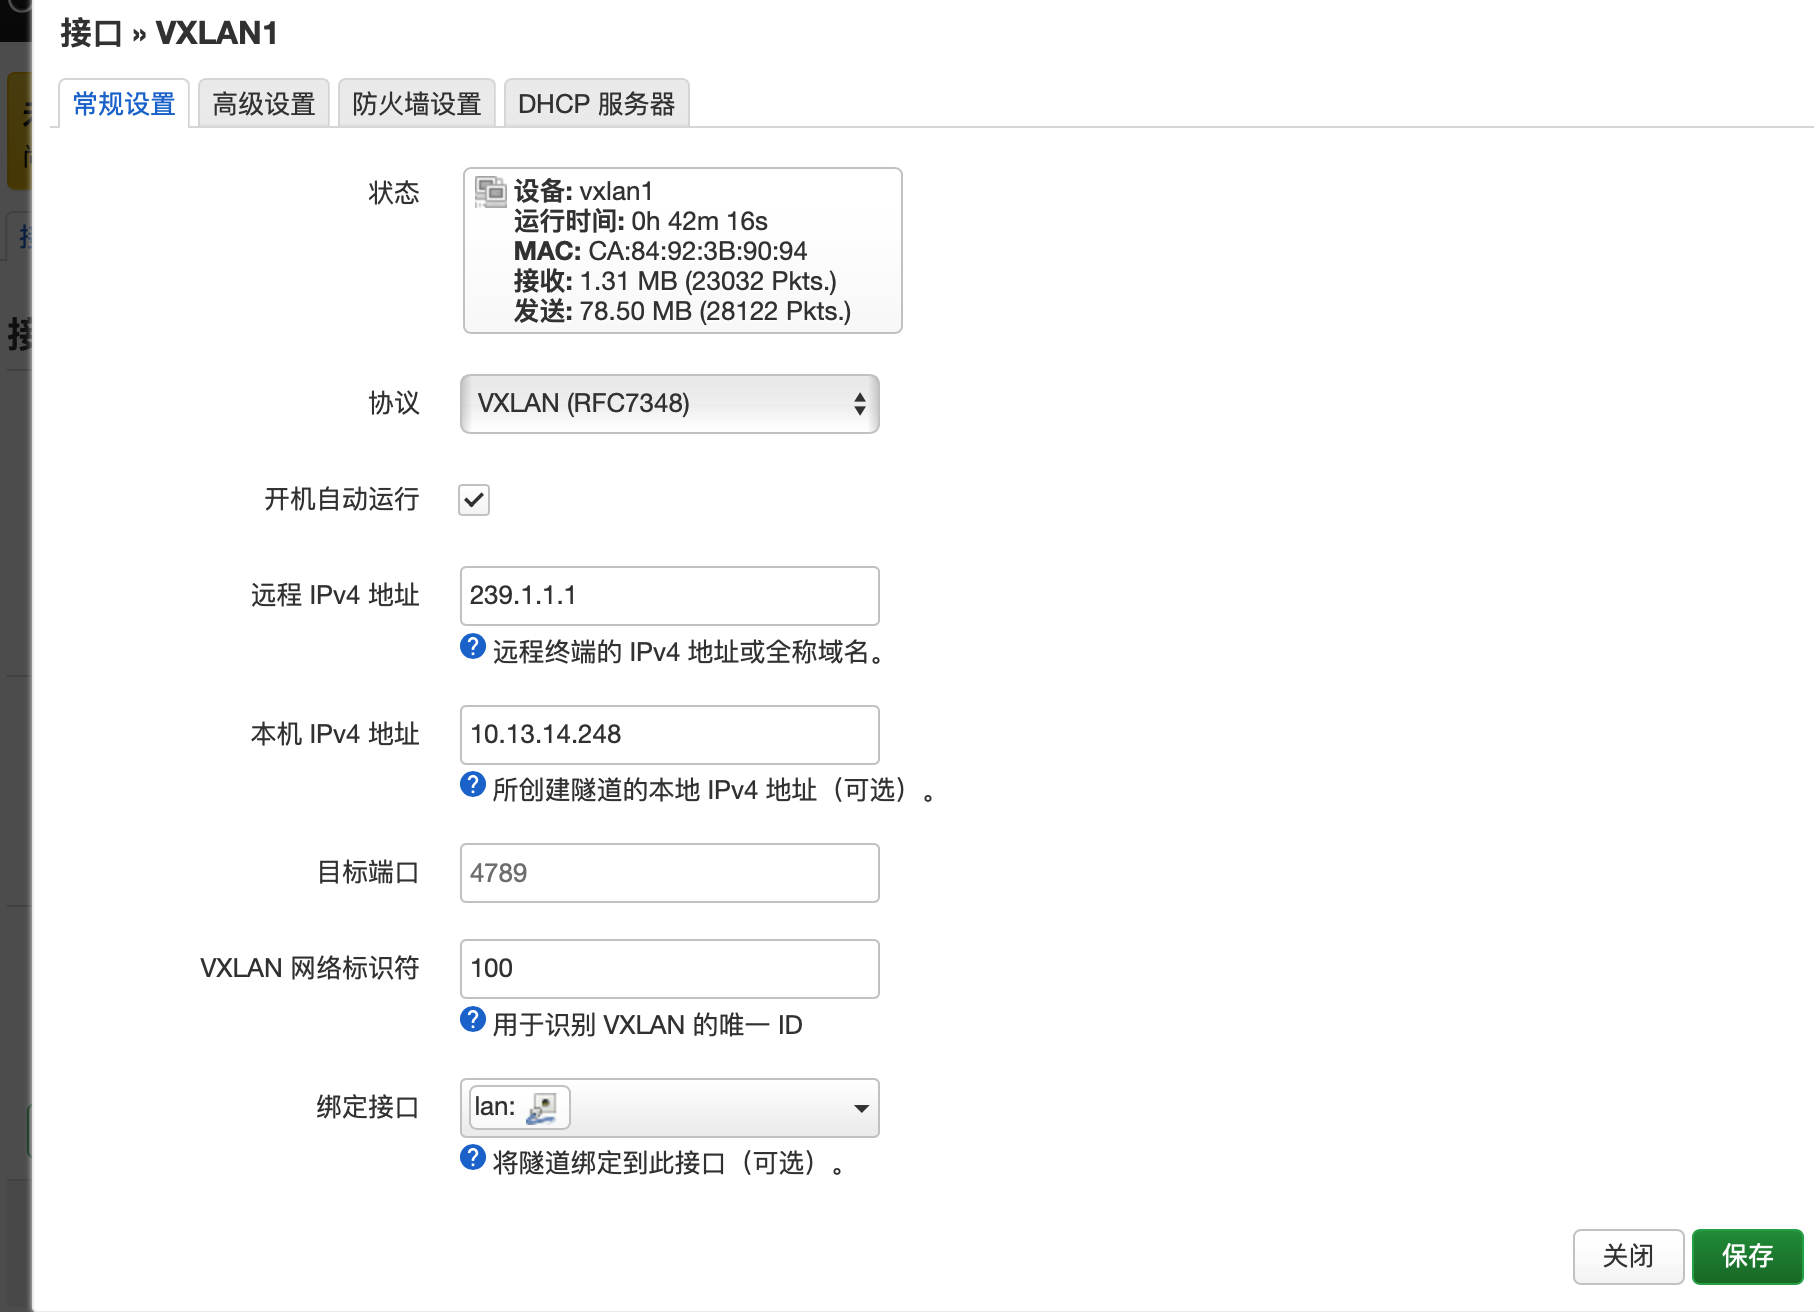 接口 » VXLAN1
常规设置 高级设置 防火墙设置 DHCP 服务器
状态
设备: vxlan1
运行时间: 0h 42m 16s
MAC: CA:84:92:3B:90:94
接收: 1.31 MB (23032 Pkts.)
发送: 78.50 MB (28122 Pkts.)
协议 VXLAN (RFC7348)
开机自动运行
远程 IPv4 地址 239.1.1.1
远程终端的 IPv4 地址或全称域名。
本机 IPv4 地址 10.13.14.248
所创建隧道的本地 IPv4 地址（可选）。
目标端口 4789
VXLAN 网络标识符 100
用于识别 VXLAN 的唯一 ID
绑定接口 lan:
将隧道绑定到此接口（可选）。
关闭 保存